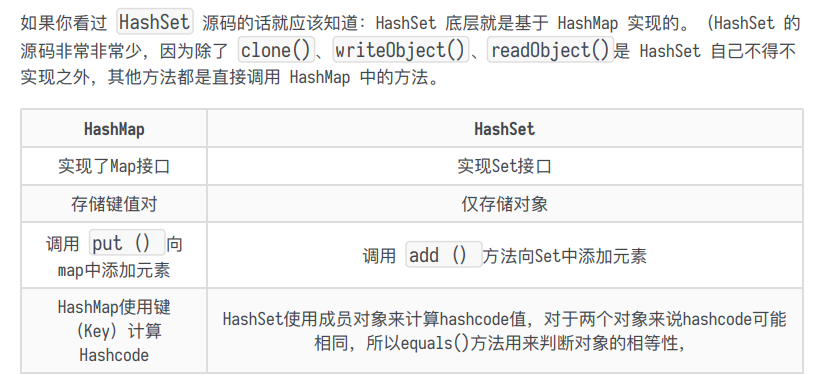 如果你看过 HashSet 源码的话就应该知道：HashSet 底层就是基于 HashMap 实现的。（HashSet 的
源码非常非常少，因为除了 clone()、writeObject()、readObject()是 HashSet 自己不得不
实现之外，其他方法都是直接调用 HashMap 中的方法。
HashMap HashSet
实现了Map接口 实现Set接口
存储键值对 仅存储对象
调用 put （）向
map中添加元素
调用 add （）方法向Set中添加元素
HashMap使用键
（Key）计算
Hashcode
HashSet使用成员对象来计算hashcode值，对于两个对象来说hashcode可能
相同，所以equals()方法用来判断对象的相等性，